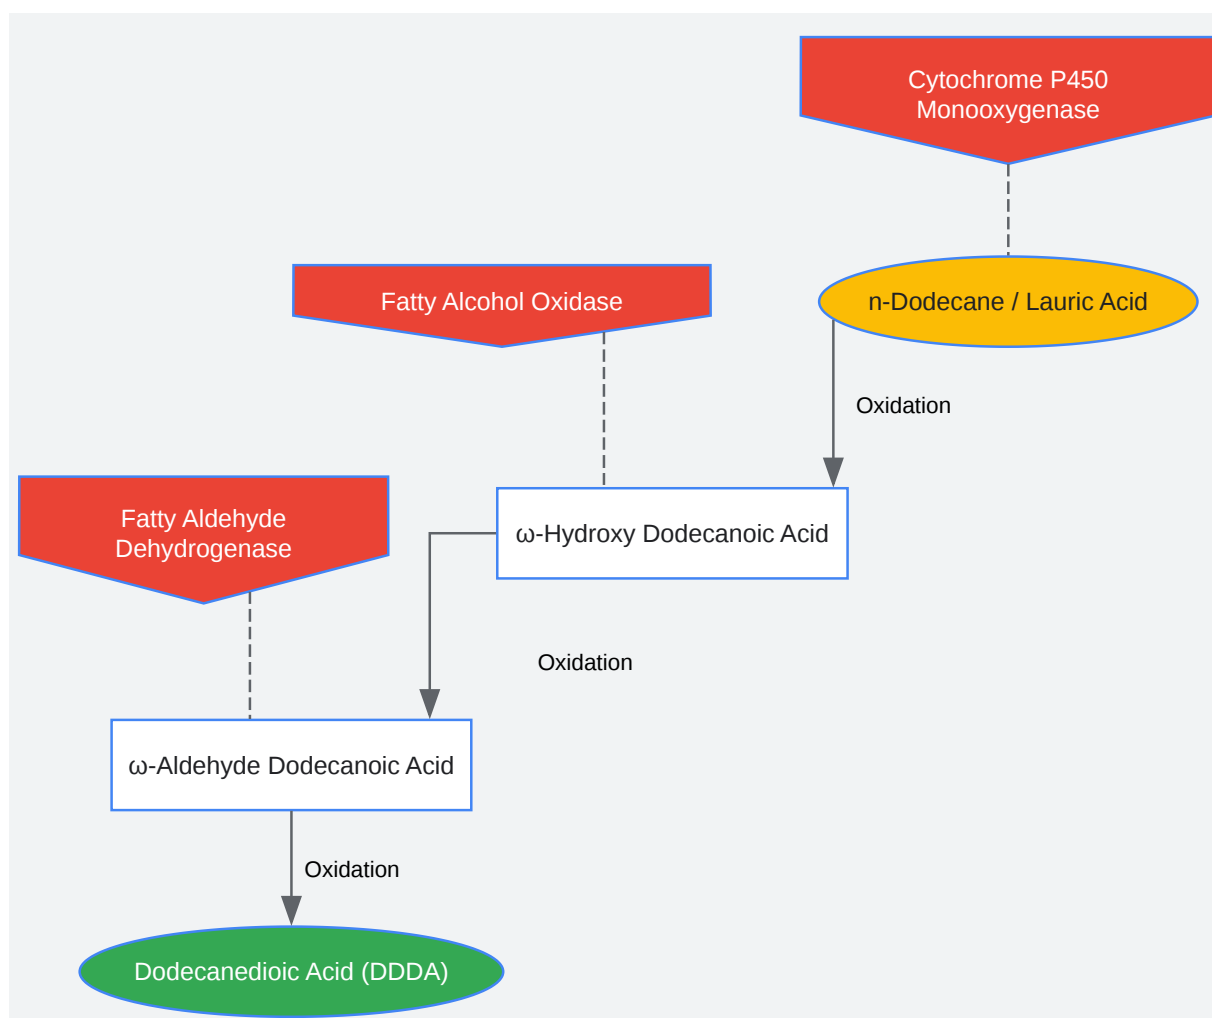 Cytochrome P450
Monooxygenase
Fatty Alcohol Oxidase
n-Dodecane / Lauric Acid
Oxidation
Fatty Aldehyde
Dehydrogenase
ω-Hydroxy Dodecanoic Acid
Oxidation
ω-Aldehyde Dodecanoic Acid
Oxidation
Dodecanedioic Acid (DDDA)